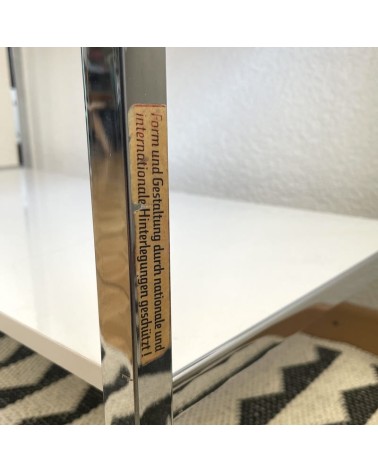 Form und Gestaltung durch nationale und
internationale Hinterlegungen geschützt!